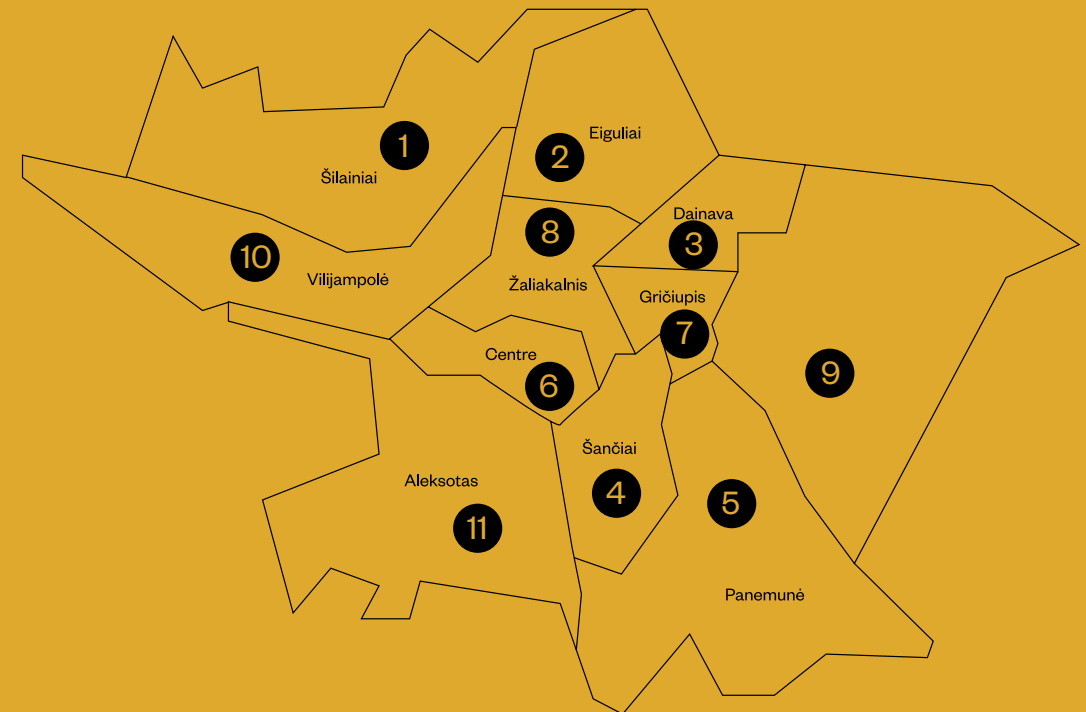 1
Šilainiai
2
Eiguliai
Dainava
3
8
Žaliakalnis
10
Vilijampolė
Gričiupis
7
Centre
6
9
Šančiai
4
5
Panemunė
Aleksotas
11